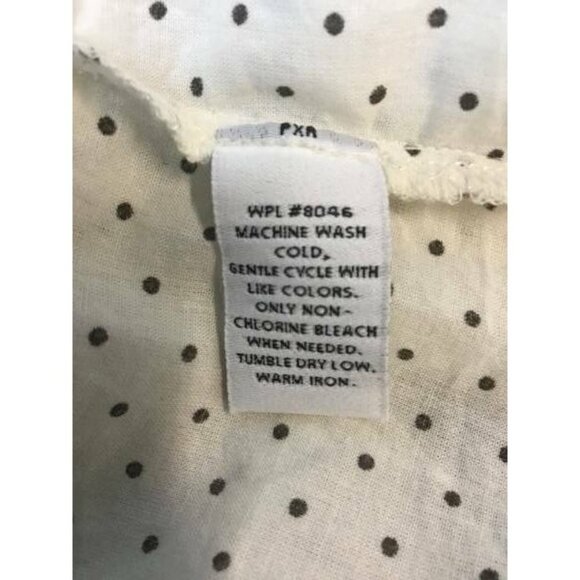 PXA
WPL #8046
MACHINE WASH
COLD,
GENTLE CYCLE WITH
LIKE COLORS.
ONLY NON-
CHLORINE BLEACH
WHEN NEEDED.
TUMBLE DRY LOW.
WARM IRON.